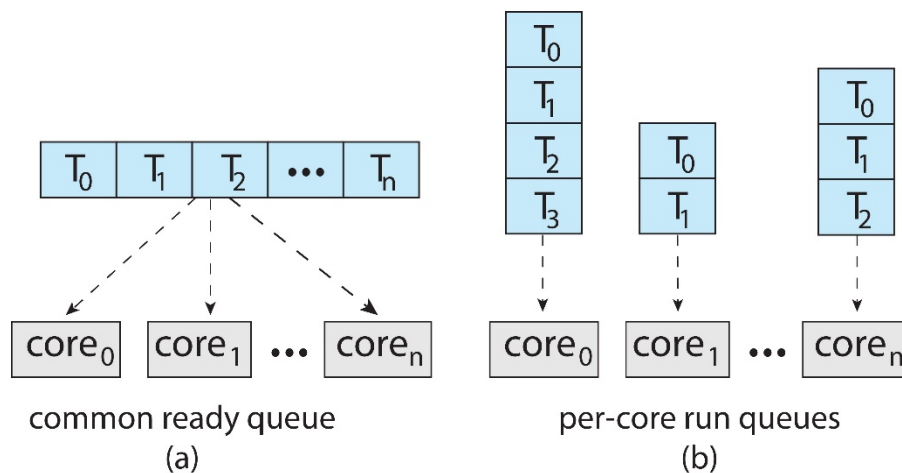 (a)
T0 T1 T2 ••• Tn
core0 core1 ••• coren
common ready queue
(a)
(b)
T0
T1
T2
T3
T0
T1
T0
T1
T2
core0 core1 ••• coren
per-core run queues
(b)